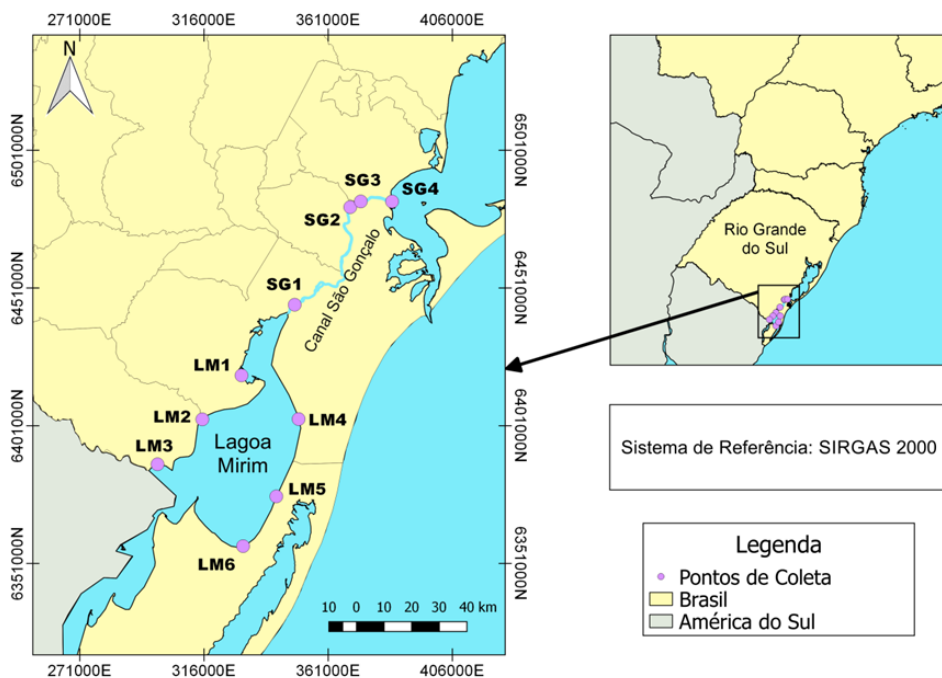 271000E 316000E 361000E 406000E
N
6501000N 6501000N
SG3 SG4
SG2
Canal São Gonçalo
6451000N 6451000N
SG1
LM1
LM2 LM4
6401000N 6401000N
LM3
Lagoa
Mirim
LM5
LM6
6351000N 6351000N
10 0 10 20 30 40 km
271000E 316000E 361000E 406000E
Rio Grande
do Sul
Sistema de Referência: SIRGAS 2000
Legenda
Pontos de Coleta
Brasil
América do Sul